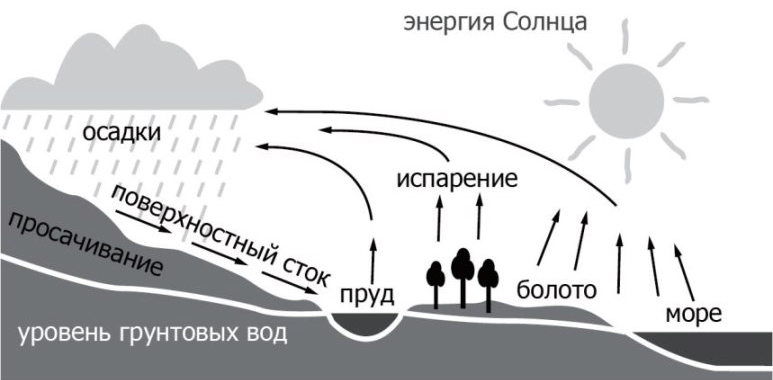 энергия Солнца
осадки
испарение
поверхностный сток
просачивание
пруд
болото
море
уровень грунтовых вод